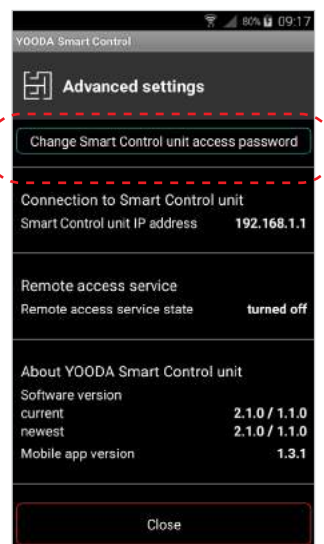 80% 09:17
YOODA Smart Control
Advanced settings
Change Smart Control unit access password
Connection to Smart Control unit
Smart Control unit IP address 192.168.1.1
Remote access service
Remote access service state turned off
About YOODA Smart Control unit
Software version
current 2.1.0 / 1.1.0
newest 2.1.0 / 1.1.0
Mobile app version 1.3.1
Close